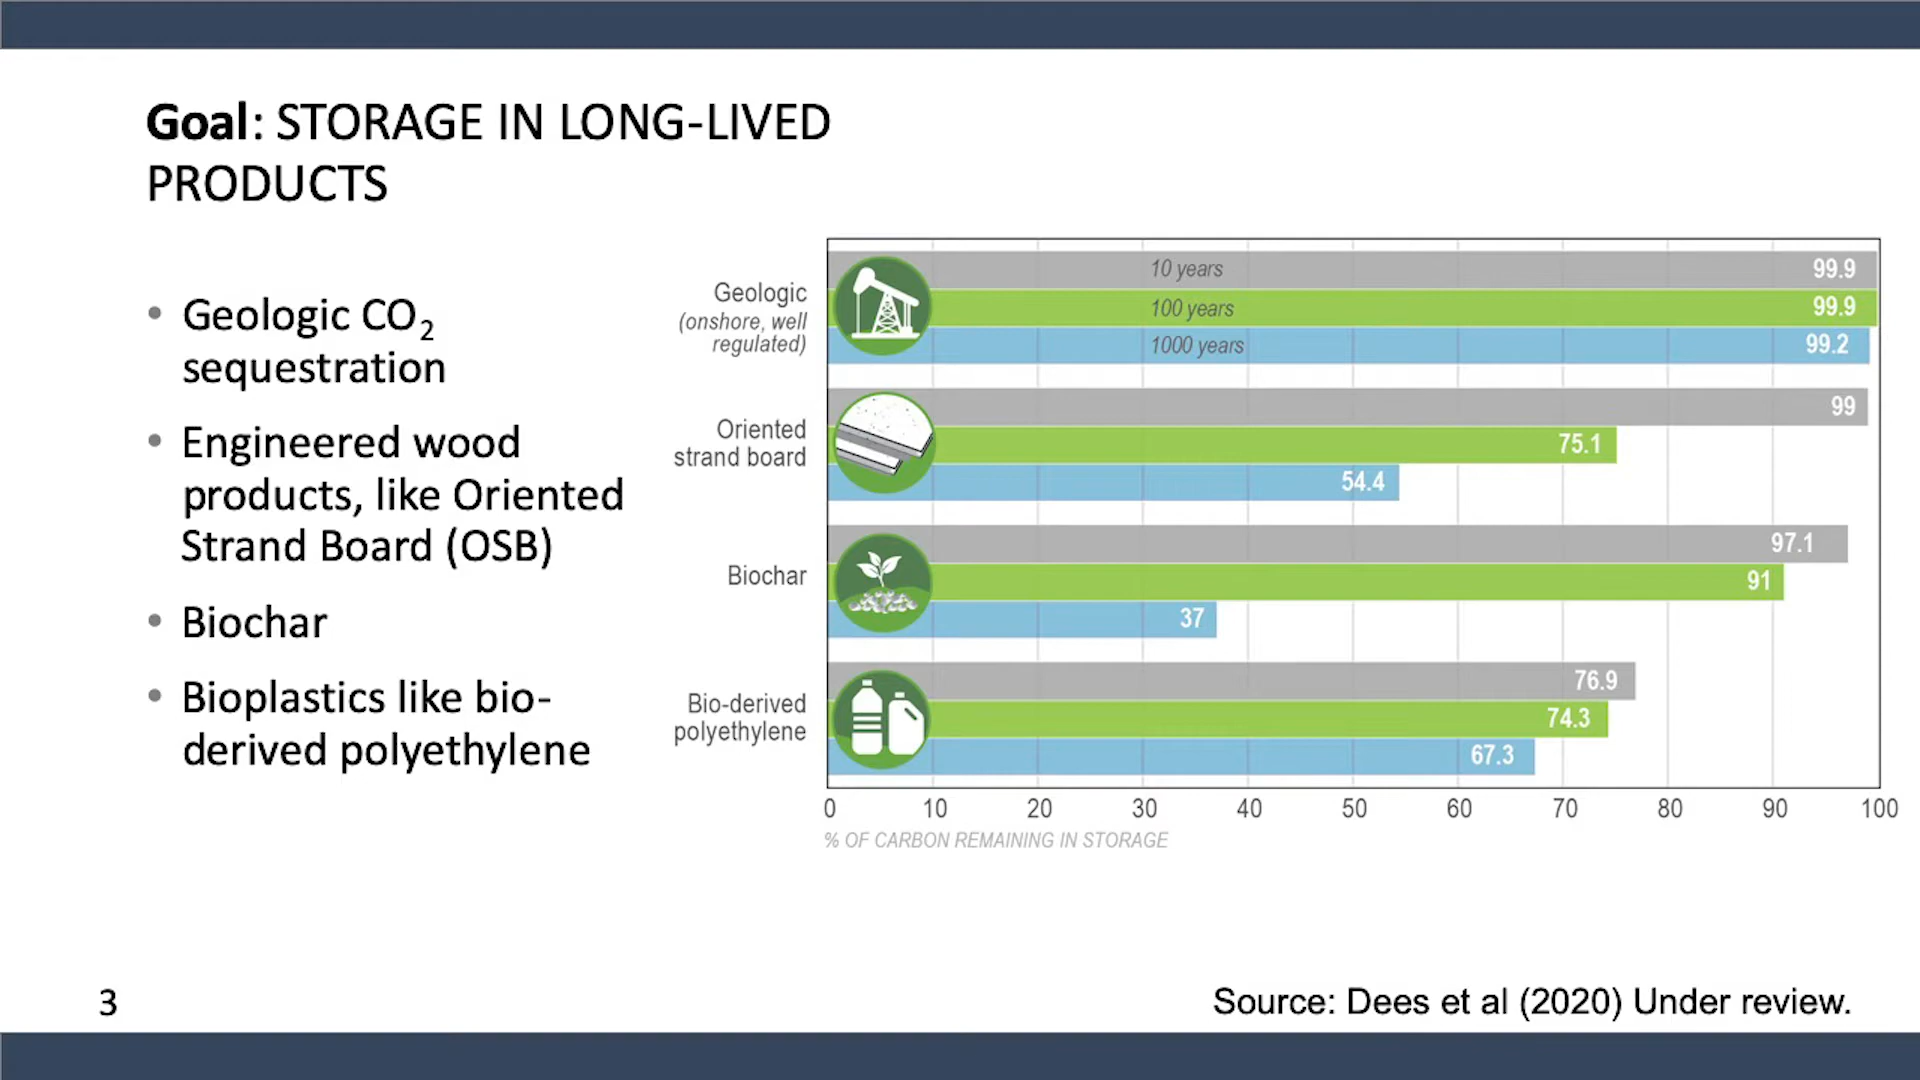 Goal: STORAGE IN LONG-LIVED
PRODUCTS
• Geologic CO₂
sequestration
• Engineered wood
products, like Oriented
Strand Board (OSB)
• Biochar
• Bioplastics like bio-
derived polyethylene
Geologic
(onshore, well
regulated)
10 years
99.9
100 years
99.9
1000 years
99.2
Oriented
strand board
99
75.1
54.4
Biochar
97.1
91
37
Bio-derived
polyethylene
76.9
74.3
67.3
0 10 20 30 40 50 60 70 80 90 100
% OF CARBON REMAINING IN STORAGE
3
Source: Dees et al (2020) Under review.